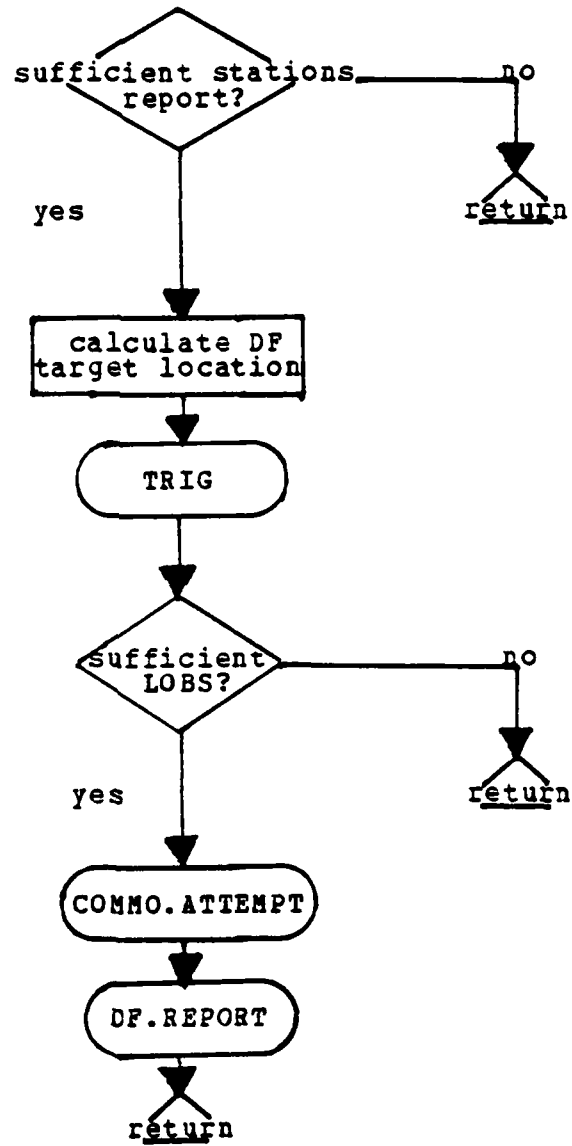 sufficient stations
report?
no
return
yes
calculate DF
target location
TRIG
sufficient
LOBS?
no
return
yes
COMMO.ATTEMPT
DF.REPORT
return